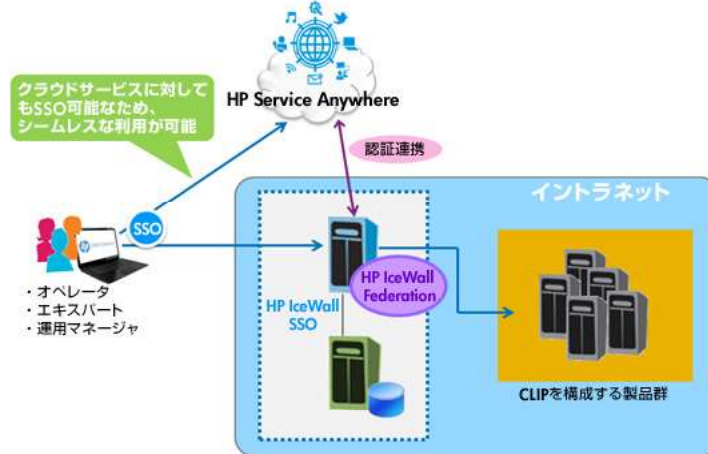 クラウドサービスに対して
もSSO可能なため、
シームレスな利用が可能
HP Service Anywhere
認証連携
イントラネット
SSO
・オペレータ
・エキスパート
・運用マネージャ
HP IceWall
SSO
HP IceWall
Federation
CLIPを構成する製品群